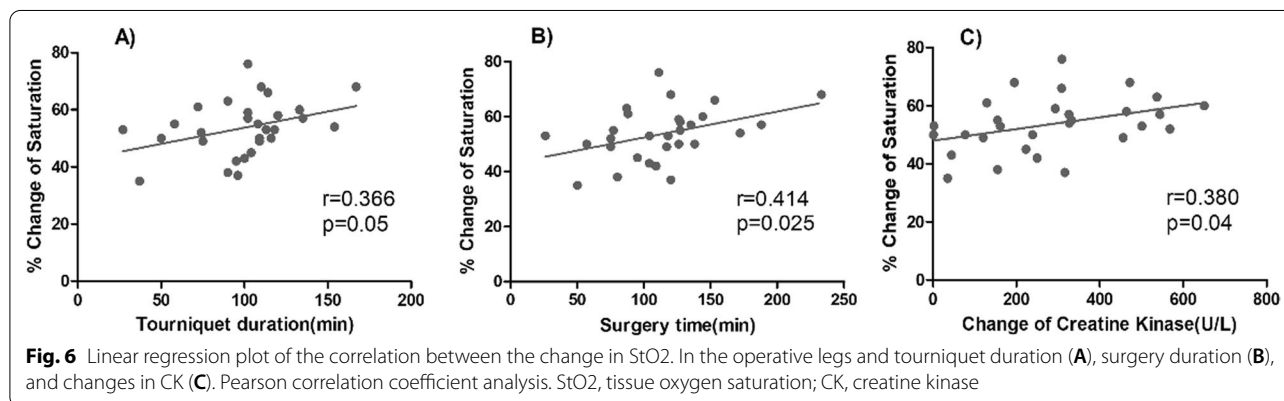 A)
% Change of Saturation
80
60
40
20
0
0
50
100
150
200
r=0.366
p=0.05
Tourniquet duration(min)
B)
% Change of Saturation
80
60
40
20
0
0
50
100
150
200
250
r=0.414
p=0.025
Surgery time(min)
C)
% Change of Saturation
80
60
40
20
0
0
200
400
600
800
r=0.380
p=0.04
Change of Creatine Kinase(U/L)
Fig. 6 Linear regression plot of the correlation between the change in StO2. In the operative legs and tourniquet duration (A), surgery duration (B),
and changes in CK (C). Pearson correlation coefficient analysis. StO2, tissue oxygen saturation; CK, creatine kinase